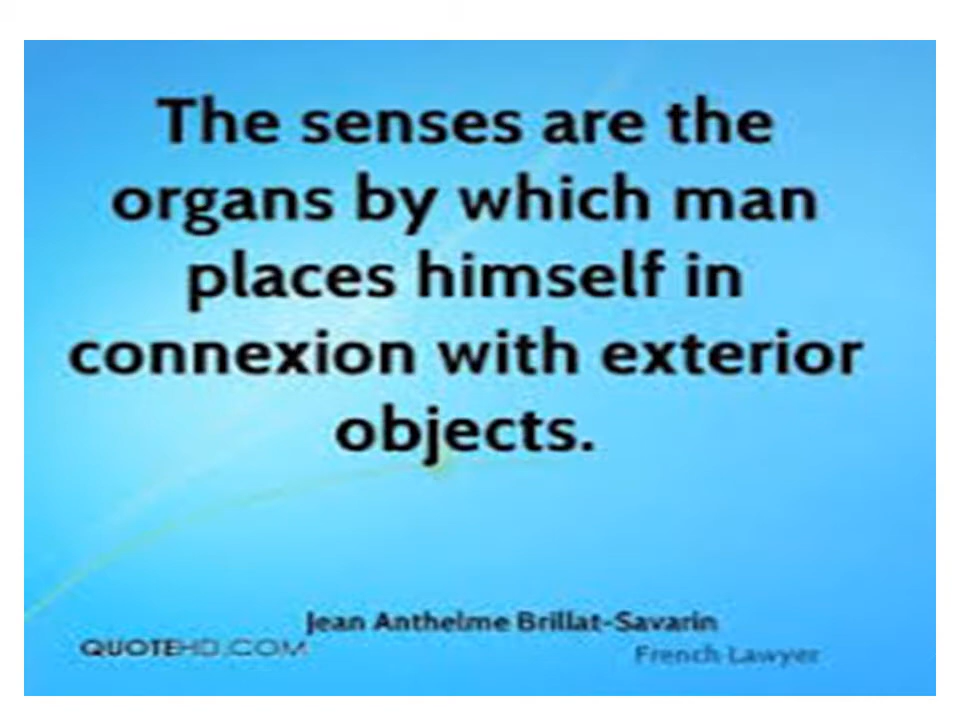 The senses are the
organs by which man
places himself in
connexion with exterior
objects.
Jean Anthelme Brillat-Savarin
QUOTEHD.COM
French Lawyer